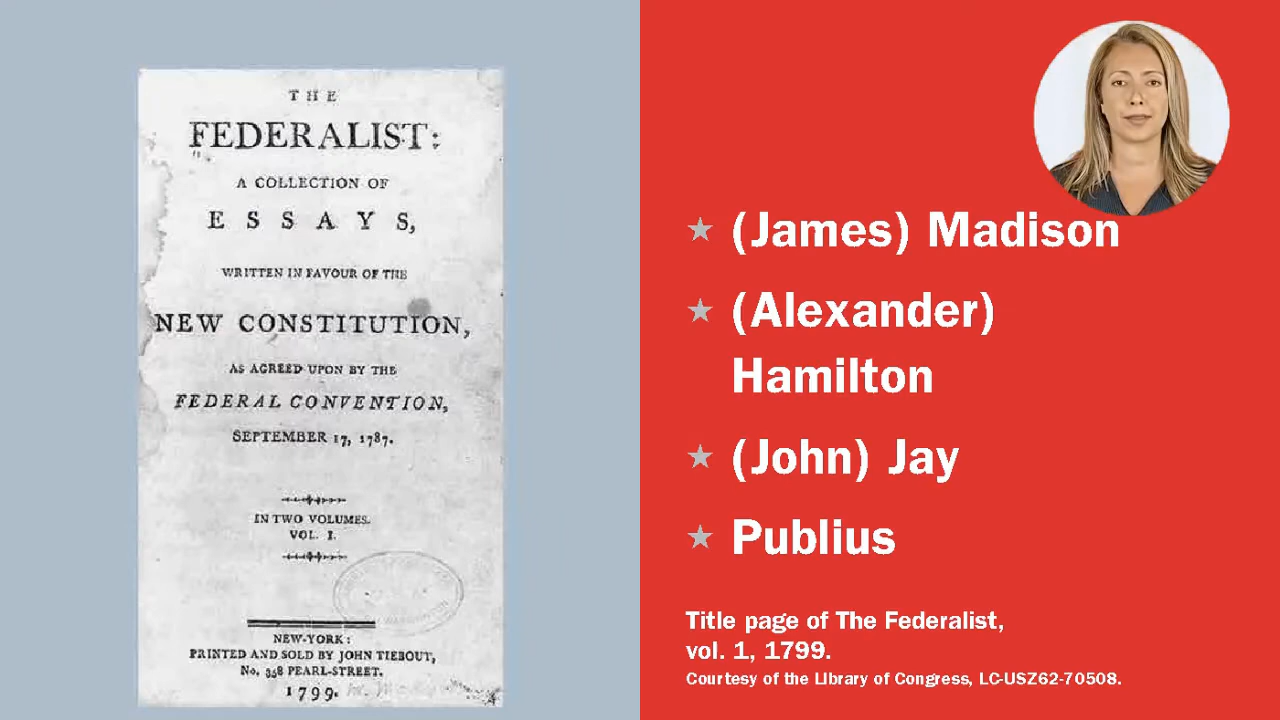 THE
FEDERALIST:
A COLLECTION OF
ESSAYS,
WRITTEN IN FAVOUR OF THE
NEW CONSTITUTION,
AS AGREED UPON BY THE
FEDERAL CONVENTION,
SEPTEMBER 17, 1787.
IN TWO VOLUMES.
VOL. I.
NEW-YORK:
PRINTED AND SOLD BY JOHN TIEBOUT,
No. 358 PEARL-STREET.
1799.
(James) Madison
(Alexander)
Hamilton
(John) Jay
Publius
Title page of The Federalist,
vol. 1, 1799.
Courtesy of the Library of Congress, LC-USZ62-70508.